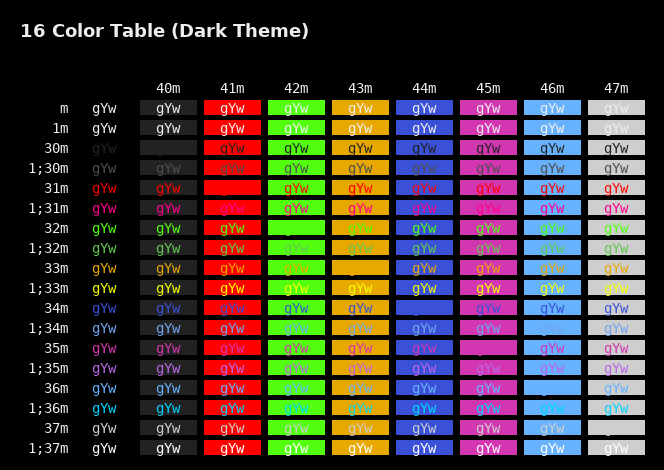 16 Color Table (Dark Theme)
40m 41m 42m 43m 44m 45m 46m 47m
m gYw gYw gYw gYw gYw gYw gYw gYw gYw
1m gYw gYw gYw gYw gYw gYw gYw gYw gYw
30m gYw gYw gYw gYw gYw gYw gYw gYw
1;30m gYw gYw gYw gYw gYw gYw gYw gYw gYw
31m gYw gYw gYw gYw gYw gYw gYw gYw
1;31m gYw gYw gYw gYw gYw gYw gYw gYw gYw
32m gYw gYw gYw gYw gYw gYw gYw gYw
1;32m gYw gYw gYw gYw gYw gYw gYw gYw gYw
33m gYw gYw gYw gYw gYw gYw gYw gYw
1;33m gYw gYw gYw gYw gYw gYw gYw gYw gYw
34m gYw gYw gYw gYw gYw gYw gYw gYw
1;34m gYw gYw gYw gYw gYw gYw gYw gYw gYw
35m gYw gYw gYw gYw gYw gYw gYw gYw
1;35m gYw gYw gYw gYw gYw gYw gYw gYw gYw
36m gYw gYw gYw gYw gYw gYw gYw gYw
1;36m gYw gYw gYw gYw gYw gYw gYw gYw gYw
37m gYw gYw gYw gYw gYw gYw gYw gYw
1;37m gYw gYw gYw gYw gYw gYw gYw gYw gYw